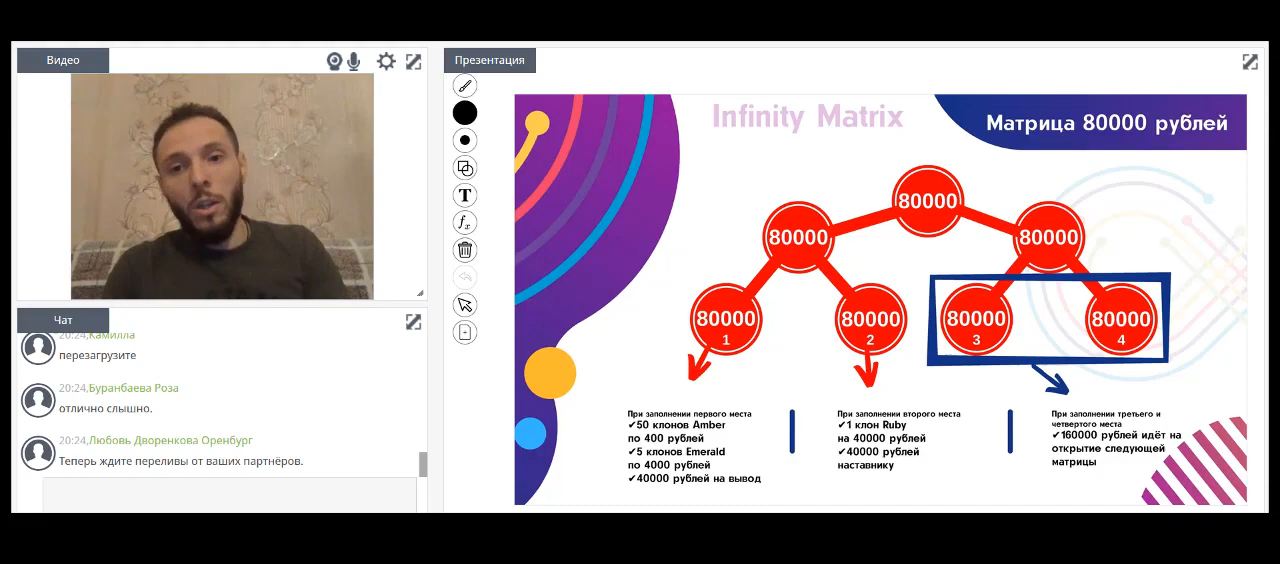 Видео
Чат
20:24,Камилла
перезагрузите
20:24,Буранбаева Роза
отлично слышно.
20:24,Любовь Дворенкова Оренбург
Теперь ждите переливы от ваших партнёров.
Презентация
T
fx
Infinity Matrix
Матрица 80000 рублей
80000
80000
80000
80000
1
80000
2
80000
3
80000
4
При заполнении первого места
✔50 клонов Amber
по 400 рублей
✔5 клонов Emerald
по 4000 рублей
✔40000 рублей на вывод
При заполнении второго места
✔1 клон Ruby
на 40000 рублей
✔40000 рублей
наставнику
При заполнении третьего и
четвертого места
✔160000 рублей идёт на
открытие следующей
матрицы